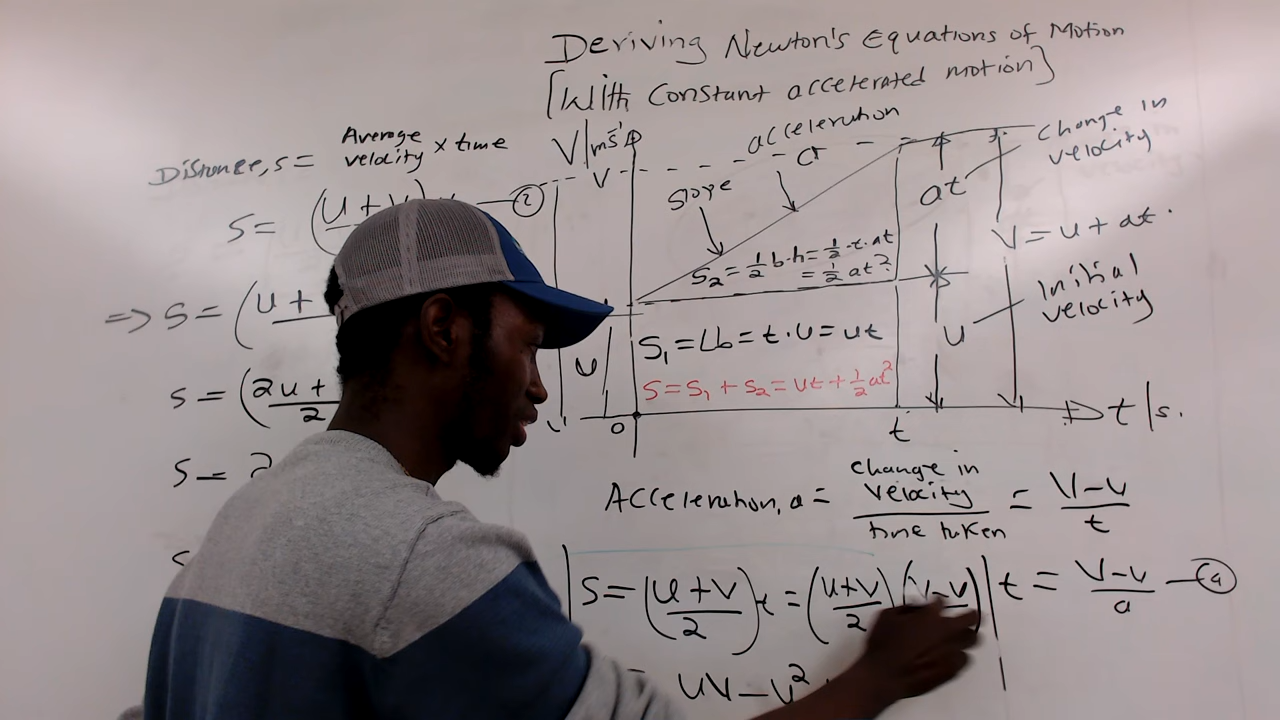 Deriving Newton's Equations of Motion
[With constant accelerated motion]
Distance, s = Average velocity × time
S = (u + v
— ②
=> S = (u +
S = (2u +
2
S = 2
S
V/ms⁻¹
V
acceleration
a
slope
S₂ = ½ b·h = ½ · t · at
= ½ at².
S₁ = Lb = t · u = ut
S = S₁ + S₂ = ut + ½ at²
u
0
t
t/s.
at
change in
velocity
V = u + at.
u
Initial
velocity
Acceleration, a = change in velocity / time taken = (V – u) / t
S = ((u + v) / 2) t = ((u + v) / 2) (v – u
t = (V – u) / a — ④
= uv – u²